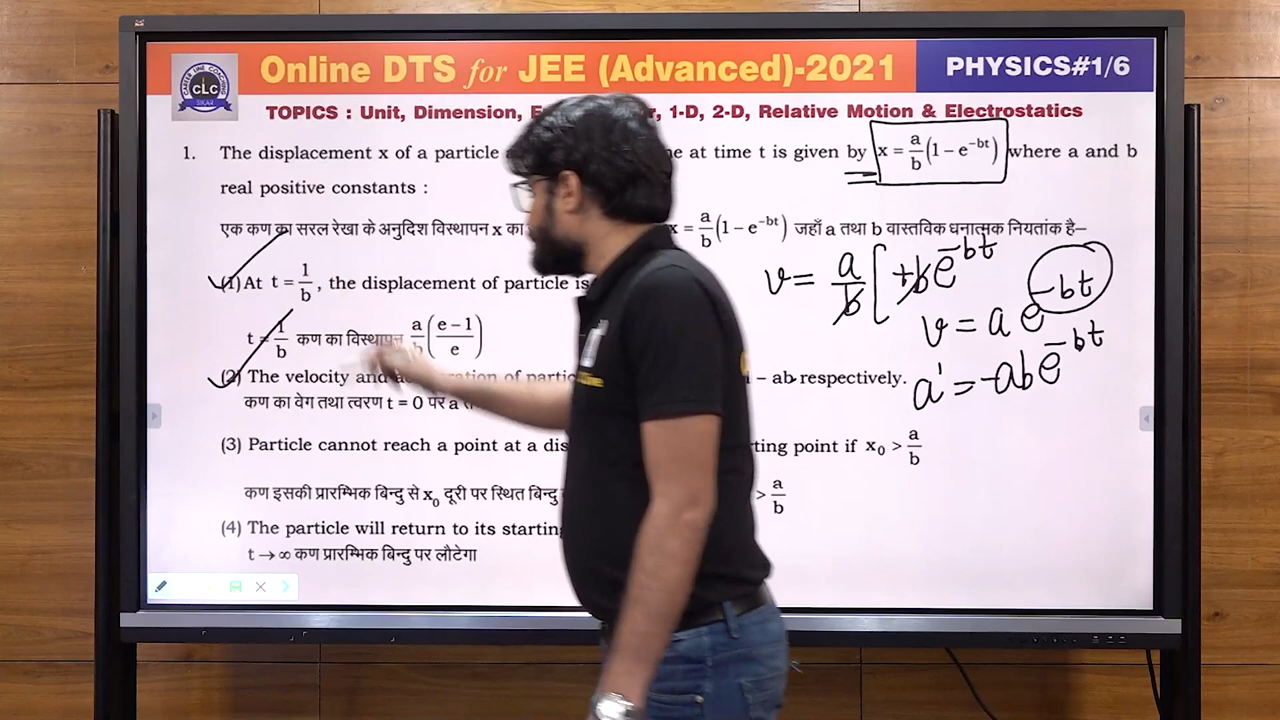 Online DTS for JEE (Advanced)-2021 PHYSICS#1/6
CLC
SIKAR
TOPICS : Unit, Dimension, r, 1-D, 2-D, Relative Motion & Electrostatics
1. The displacement x of a particle at time t is given by x = a/b (1 − e^−bt) where a and b
real positive constants :
एक कण का सरल रेखा के अनुदिश विस्थापन x का = a/b (1 − e^−bt) जहाँ a तथा b वास्तविक धनात्मक नियतांक है–
v = a/b [+be^−bt
(1) At t = 1/b, the displacement of particle is
v = a e^−bt
t = 1/b कण का विस्थापन a/b ((e − 1)/e)
(2) The velocity and of partic − ab respectively.
a' = -ab e^−bt
कण का वेग तथा त्वरण t = 0 पर a
(3) Particle cannot reach a point at a dis ting point if x₀ > a/b
कण इसकी प्रारम्भिक बिन्दु से x₀ दूरी पर स्थित बिन्दु > a/b
(4) The particle will return to its starting
t → ∞ कण प्रारम्भिक बिन्दु पर लौटेगा